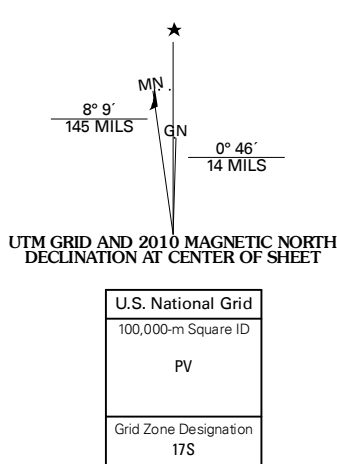 ★
MN
8° 9´
145 MILS
GN
0° 46´
14 MILS
UTM GRID AND 2010 MAGNETIC NORTH
DECLINATION AT CENTER OF SHEET
U.S. National Grid
100,000-m Square ID
PV
Grid Zone Designation
17S